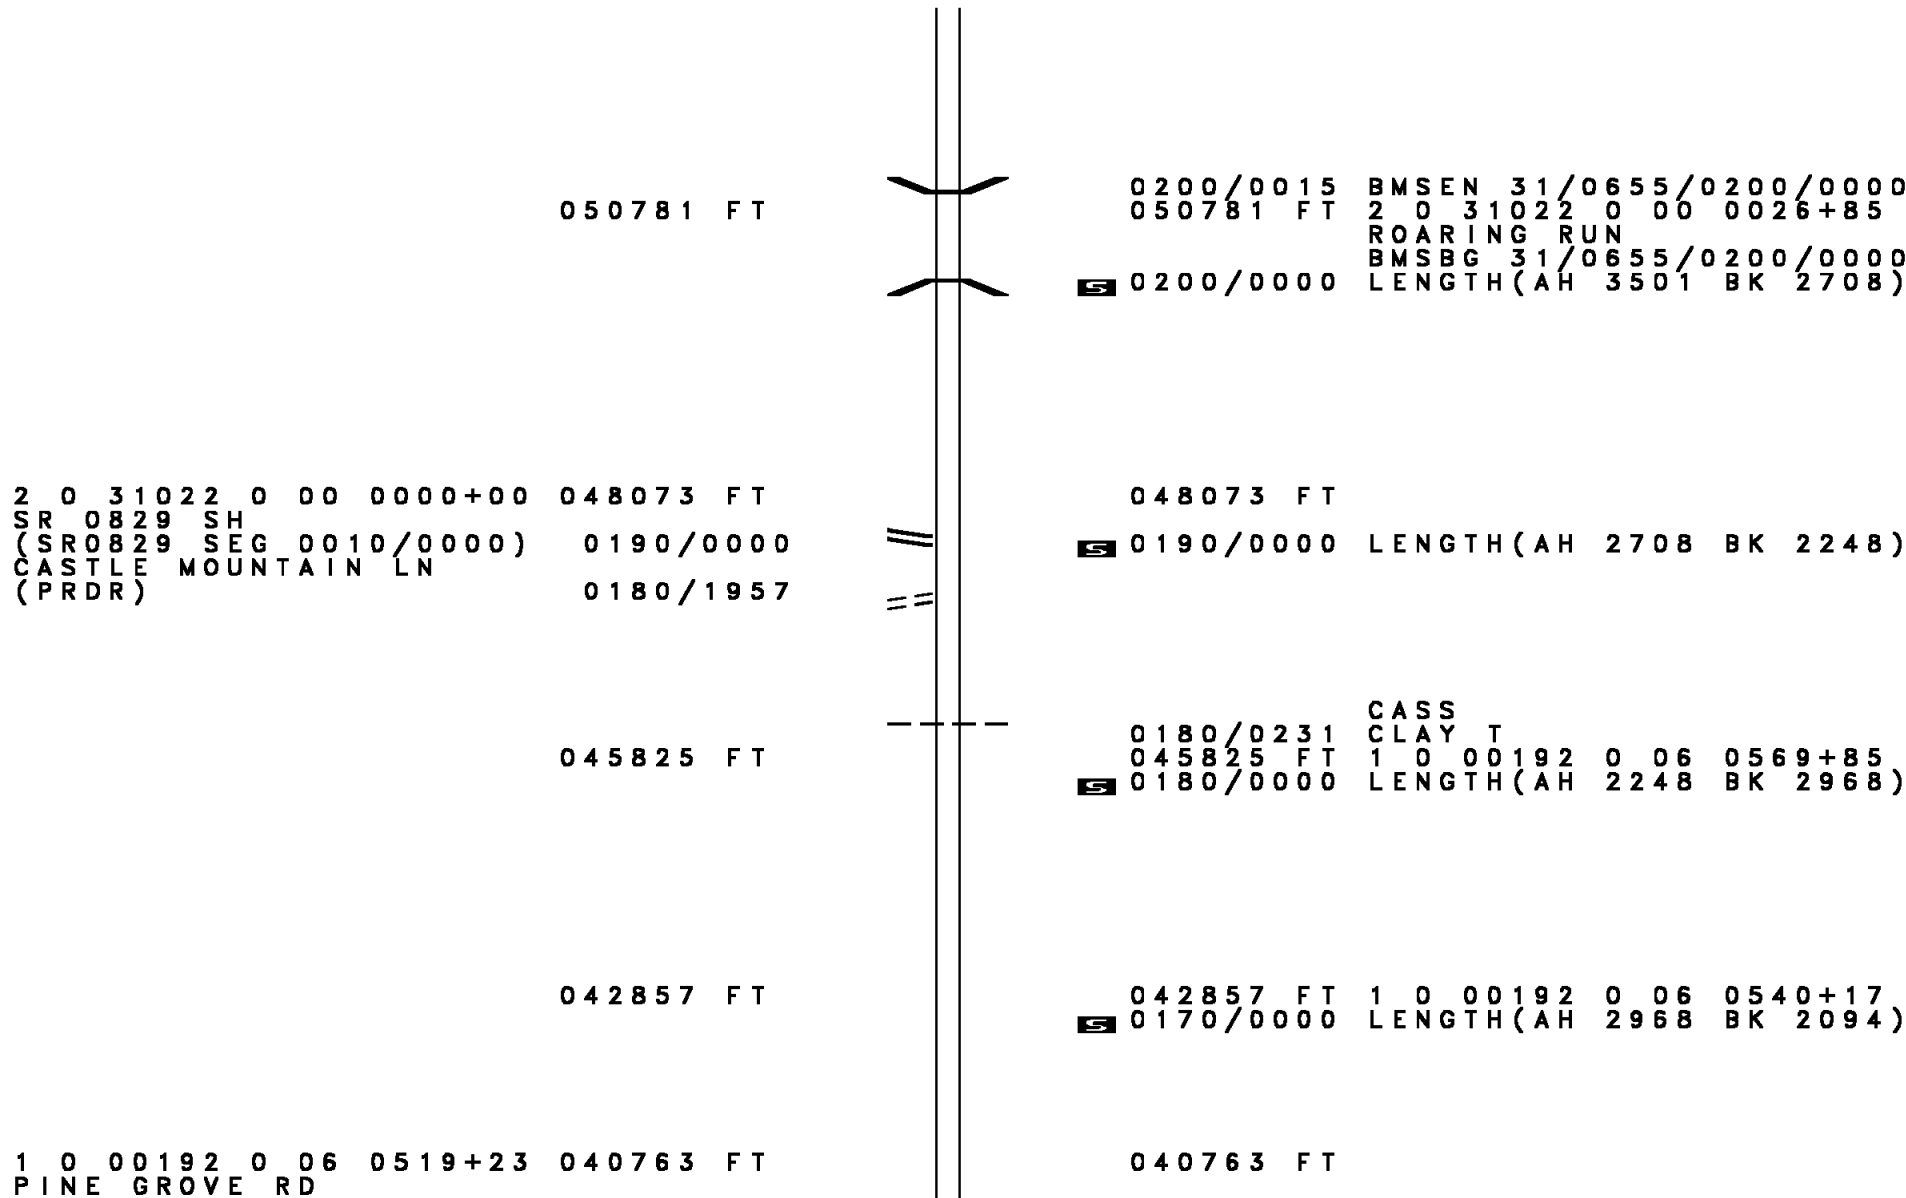 0200/0015 BMSEN 31/0655/0200/0000
050781 FT 050781 FT 2 0 31022 0 00 0026+85
ROARING RUN
BMSBG 31/0655/0200/0000
S 0200/0000 LENGTH(AH 3501 BK 2708)
2 0 31022 0 00 0000+00 048073 FT 048073 FT
SR 0829 SH
(SR0829 SEG 0010/0000) 0190/0000 S 0190/0000 LENGTH(AH 2708 BK 2248)
CASTLE MOUNTAIN LN
(PRDR) 0180/1957
CASS
0180/0231 CLAY T
045825 FT 045825 FT 1 0 00192 0 06 0569+85
S 0180/0000 LENGTH(AH 2248 BK 2968)
042857 FT 042857 FT 1 0 00192 0 06 0540+17
S 0170/0000 LENGTH(AH 2968 BK 2094)
1 0 00192 0 06 0519+23 040763 FT 040763 FT
PINE GROVE RD